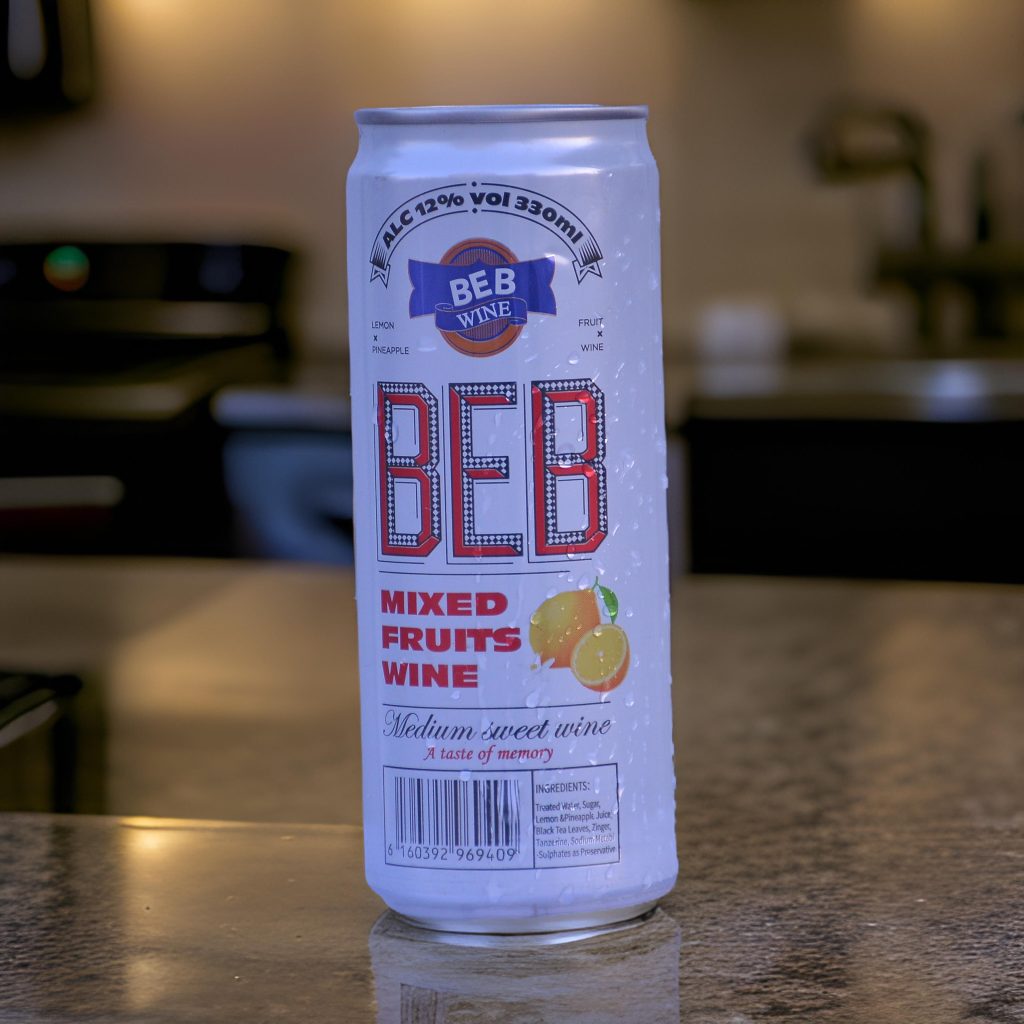 ALC 12% Vol 330ml
BEB
WINE
LEMON
x
PINEAPPLE
FRUIT
x
WINE
BEB
MIXED
FRUITS
WINE
Medium sweet wine
A taste of memory
6 160392 969409
INGREDIENTS:
Treated Water, Sugar,
Lemon &Pineapple Juice,
Black Tea Leaves, Zinger,
Tanzerine, Sodium Metabi
-Sulphates as Preservative